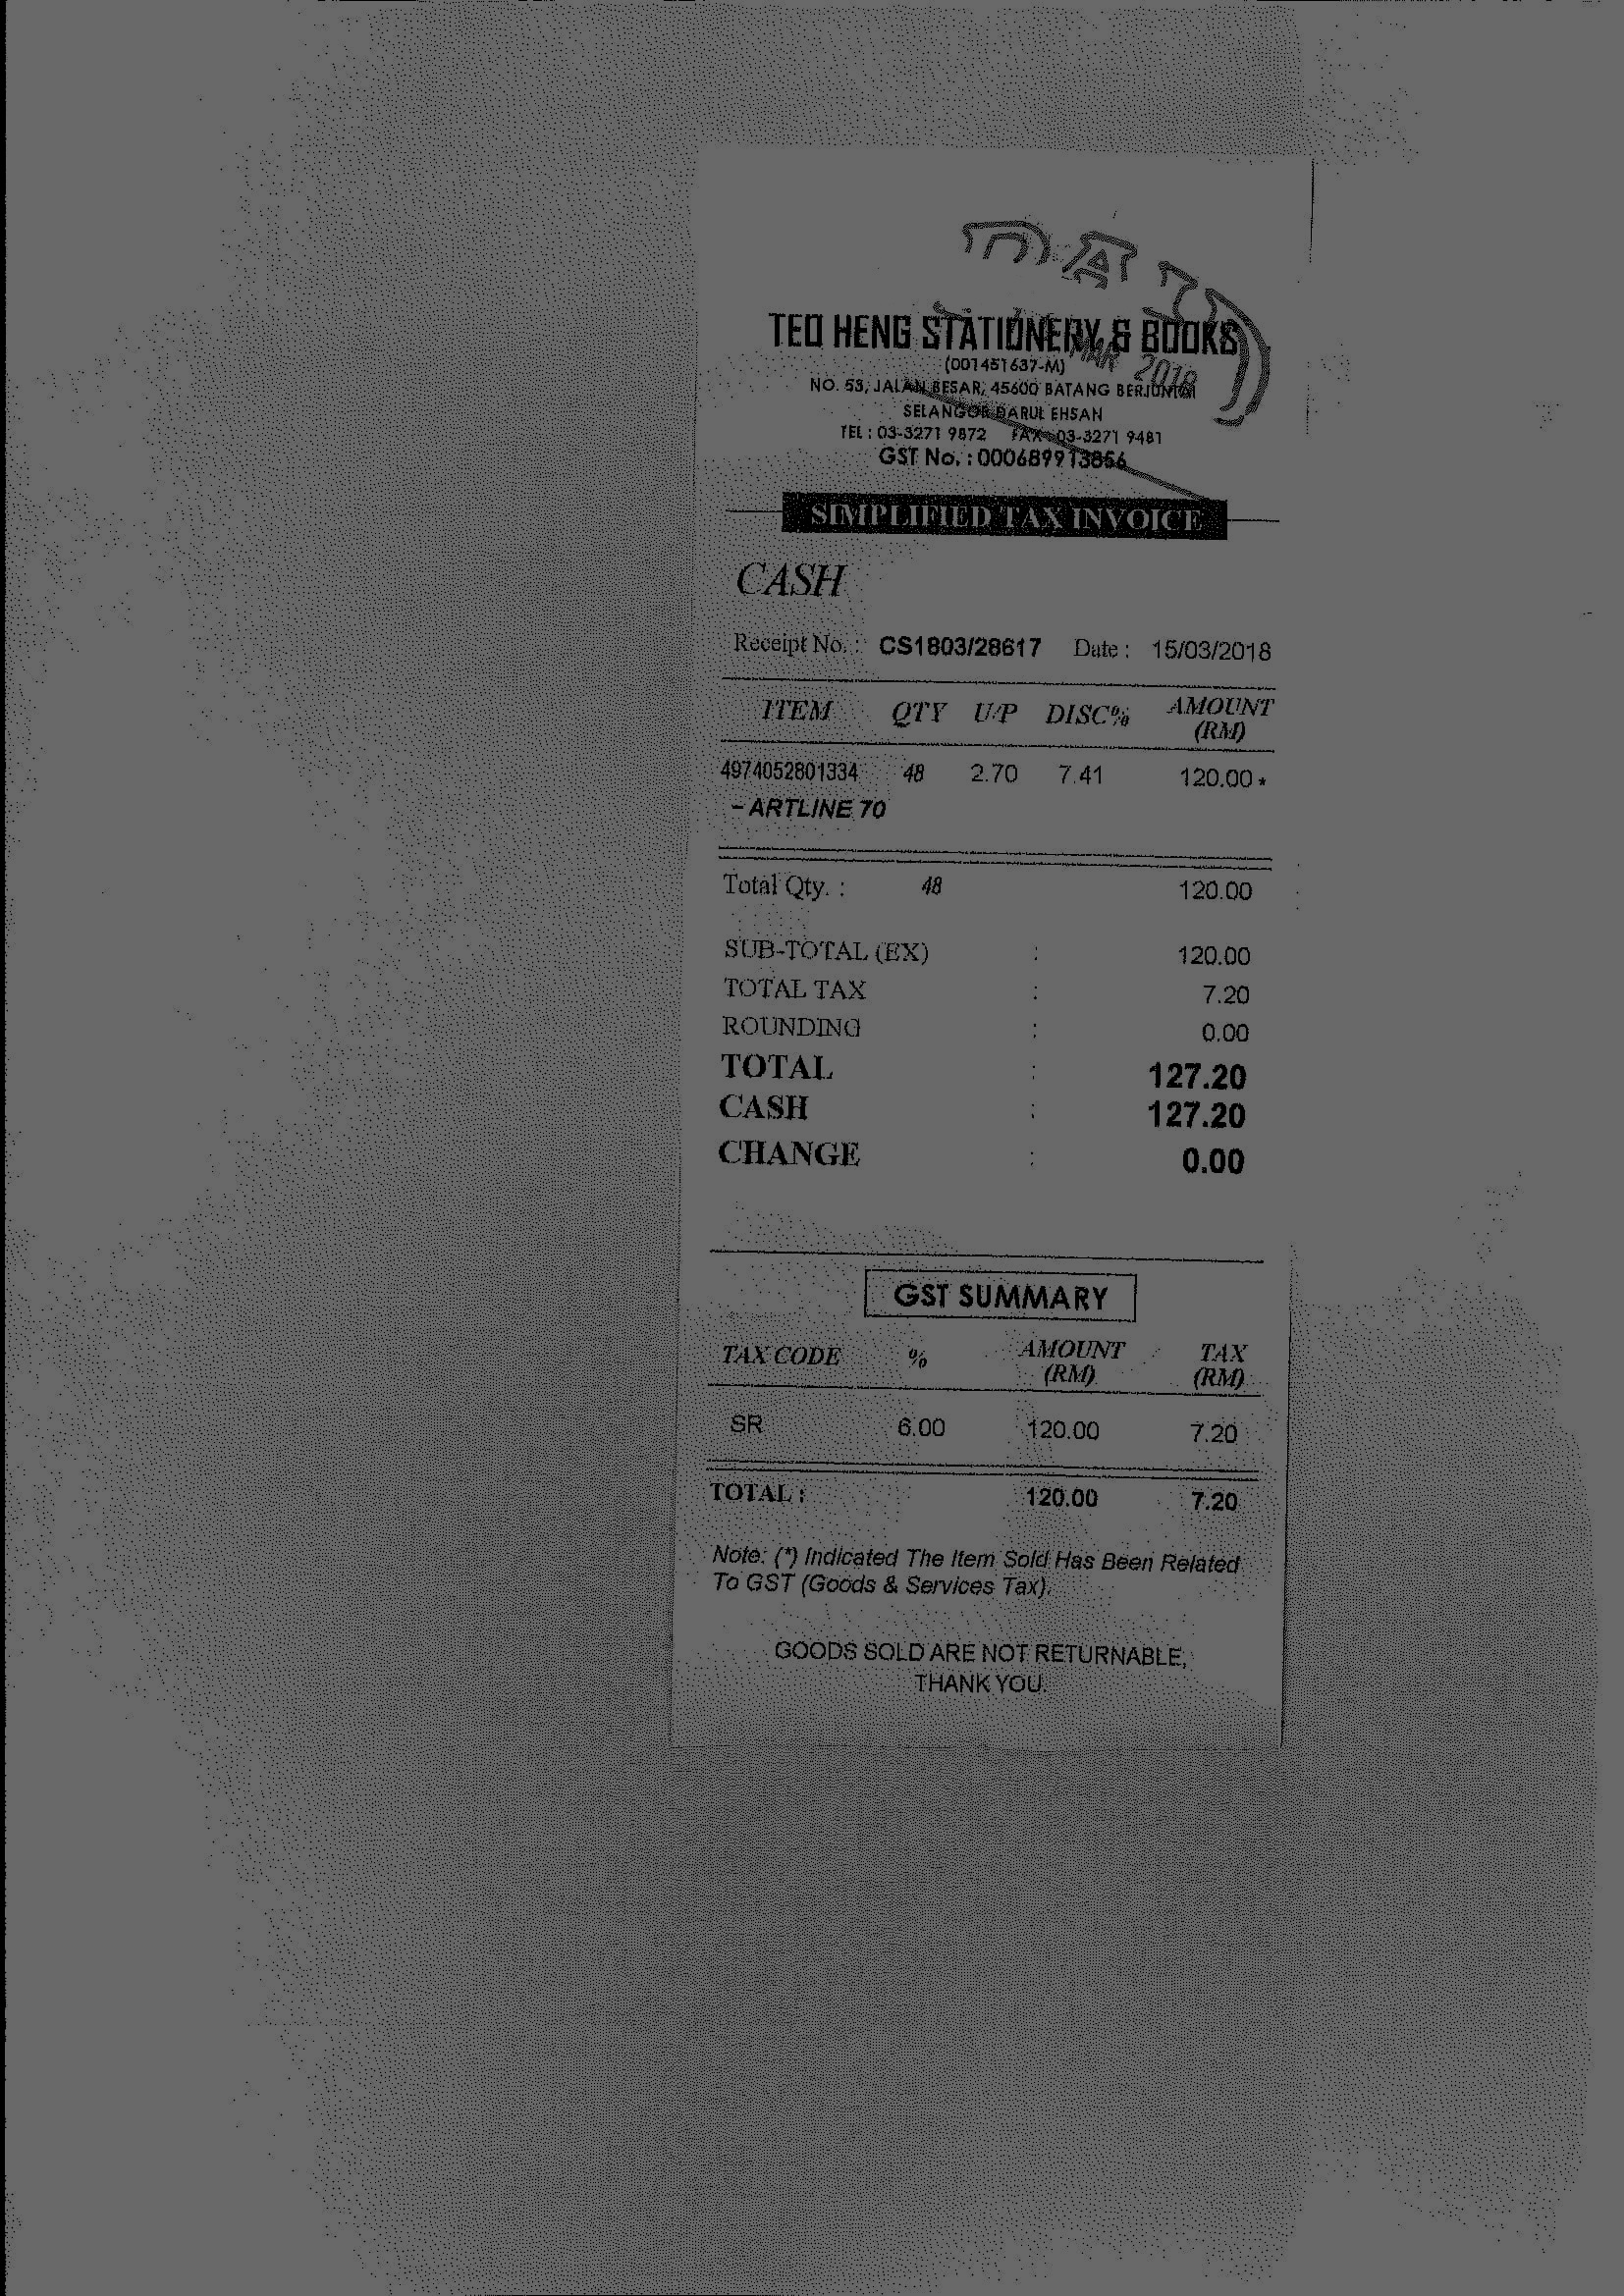 TEO HENG STATIONERY & BOOKS
(001451637-M)
MAR 2018
NO. 53, JALAN BESAR, 45600 BATANG BERJUNTAI
SELANGOR DARUL EHSAN
TEL : 03-3271 9872 FAX : 03-3271 9481
GST No. : 000689913856
SIMPLIFIED TAX INVOICE
CASH
Receipt No. : CS1803/28617 Date : 15/03/2018
ITEM QTY U/P DISC% AMOUNT (RM)
4974052801334 48 2.70 7.41 120.00 *
- ARTLINE 70
Total Qty. : 48 120.00
SUB-TOTAL (EX) : 120.00
TOTAL TAX : 7.20
ROUNDING : 0.00
TOTAL : 127.20
CASH : 127.20
CHANGE : 0.00
GST SUMMARY
TAX CODE % AMOUNT (RM) TAX (RM)
SR 6.00 120.00 7.20
TOTAL : 120.00 7.20
Note: (*) Indicated The Item Sold Has Been Related
To GST (Goods & Services Tax).
GOODS SOLD ARE NOT RETURNABLE,
THANK YOU.